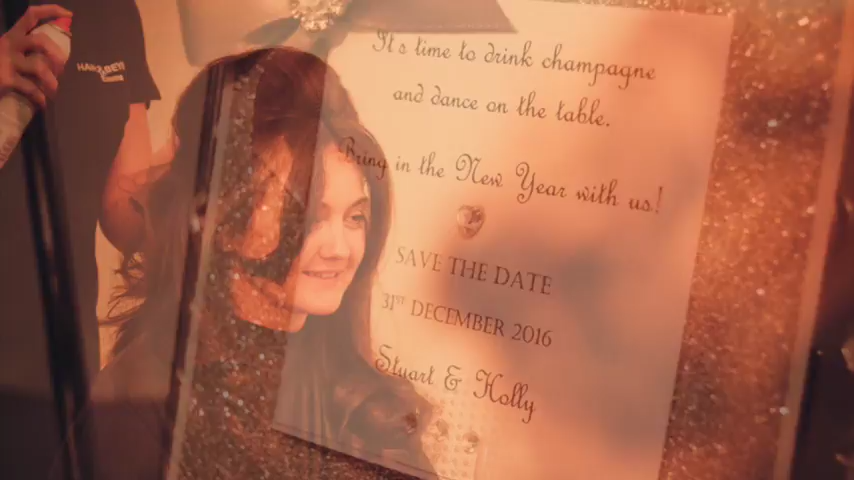 It's time to drink champagne
and dance on the table.
Bring in the New Year with us!
SAVE THE DATE
31ST DECEMBER 2016
Stuart & Holly